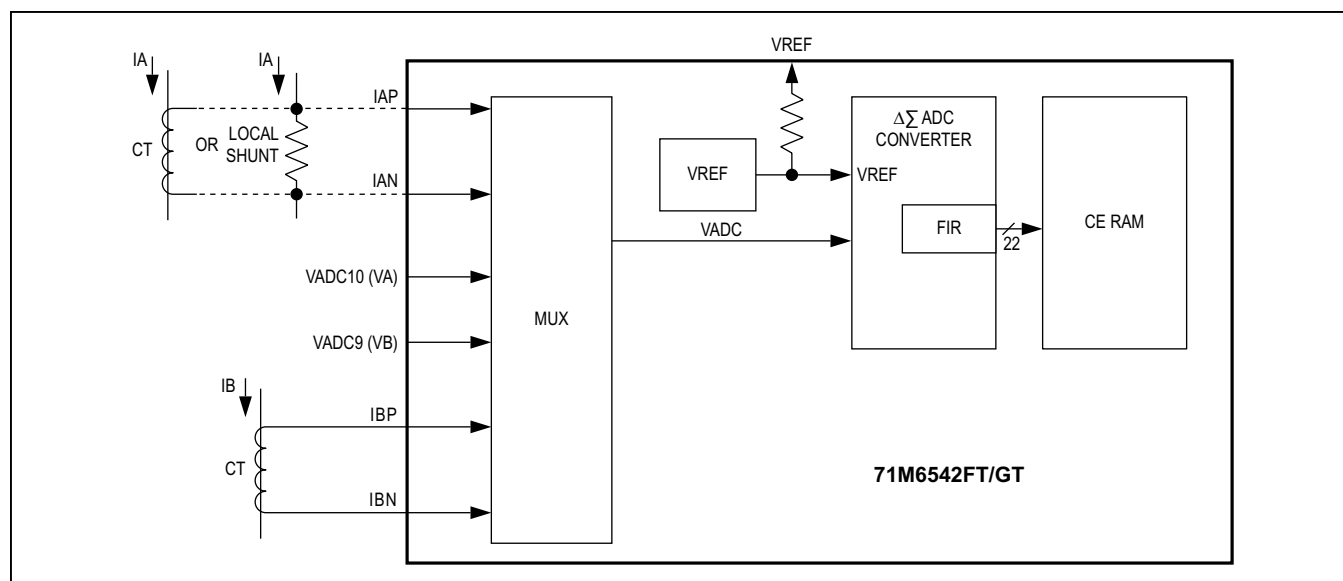 VREF
IA
IA
IAP
CT
OR
LOCAL
SHUNT
IAN
VADC10 (VA)
VADC9 (VB)
IB
IBP
CT
IBN
MUX
VADC
VREF
∆∑ ADC
CONVERTER
VREF
FIR
22
CE RAM
71M6542FT/GT